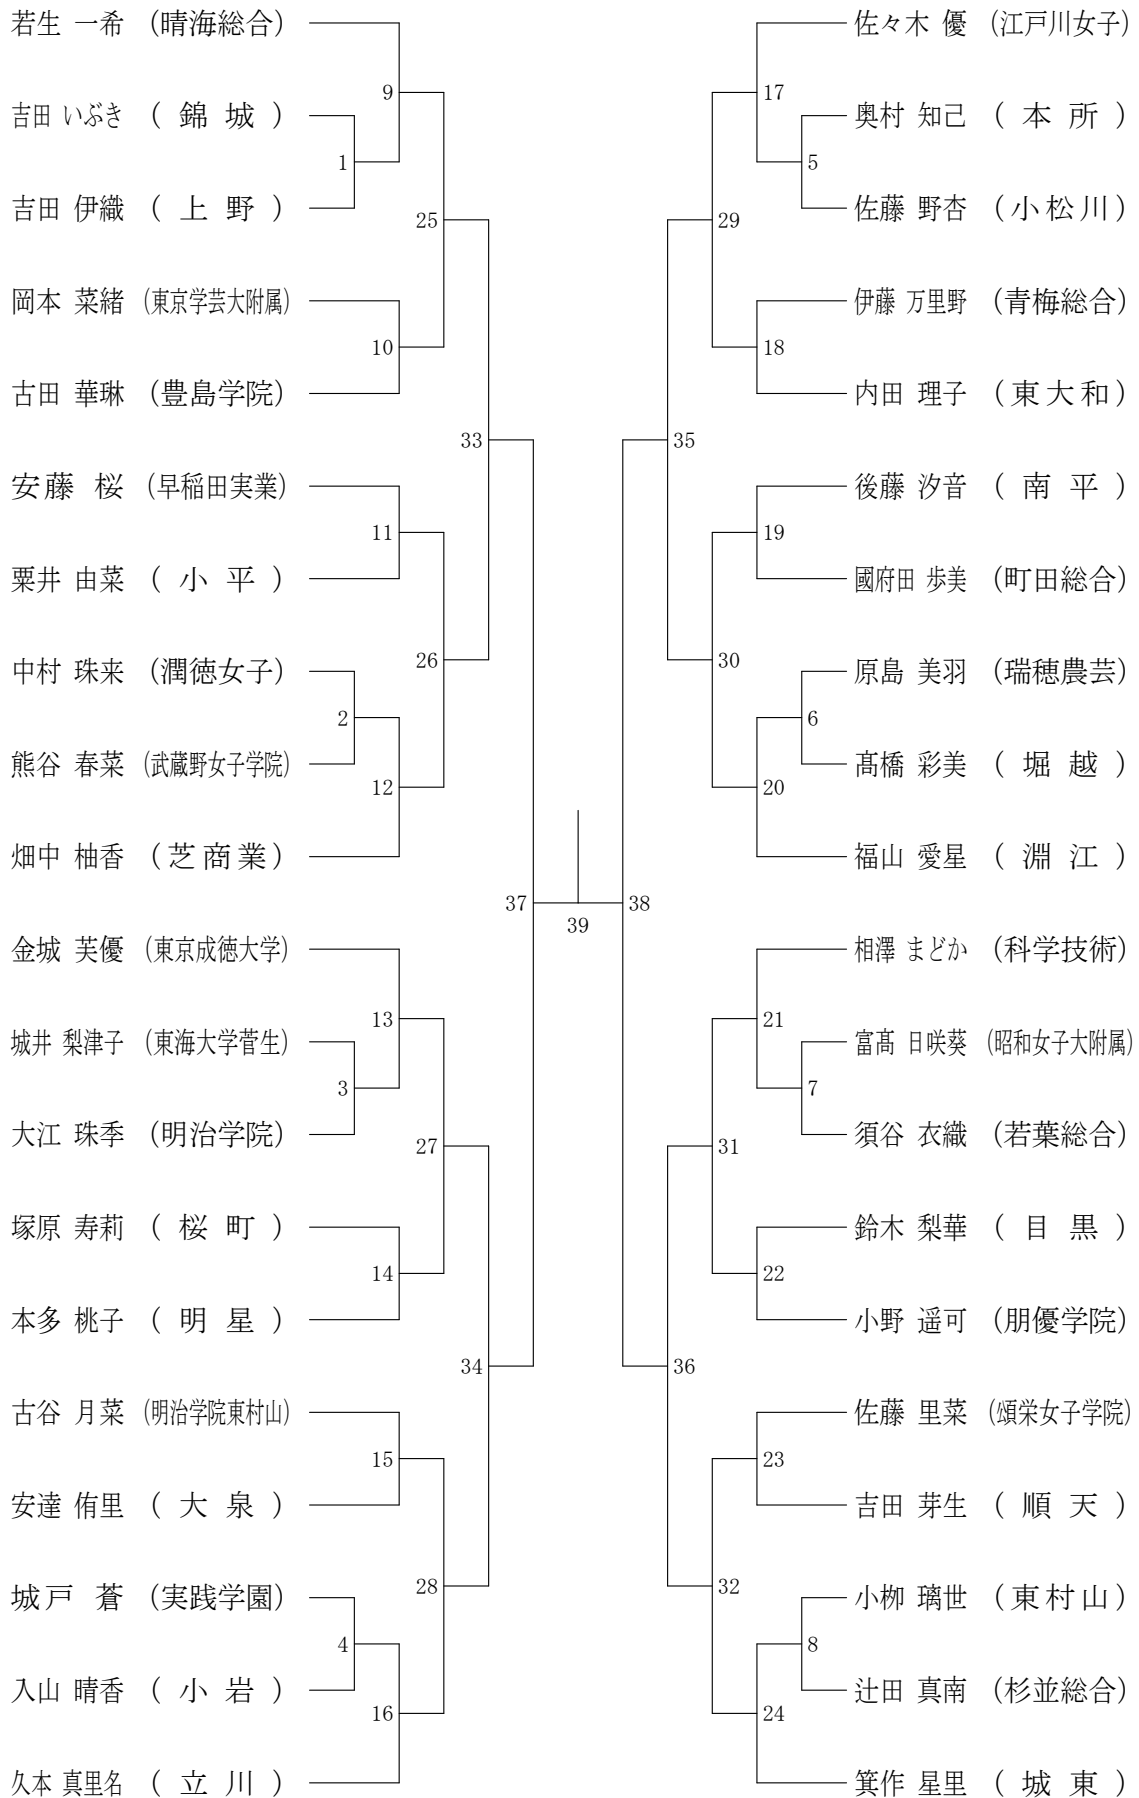 若生 一希 (晴海総合)
吉田 いぶき ( 錦 城 )
吉田 伊織 ( 上 野 )
岡本 菜緒 (東京学芸大附属)
古田 華琳 (豊島学院)
安藤 桜 (早稲田実業)
粟井 由菜 ( 小 平 )
中村 珠来 (潤徳女子)
熊谷 春菜 (武蔵野女子学院)
畑中 柚香 (芝商業)
金城 芙優 (東京成徳大学)
城井 梨津子 (東海大学菅生)
大江 珠季 (明治学院)
塚原 寿莉 ( 桜 町 )
本多 桃子 ( 明 星 )
古谷 月菜 (明治学院東村山)
安達 侑里 ( 大 泉 )
城戸 蒼 (実践学園)
入山 晴香 ( 小 岩 )
久本 真里名 ( 立 川 )
1
2
3
4
9
10
11
12
13
14
15
16
25
26
27
28
33
34
37
39
38
35
36
29
30
31
32
17
18
19
20
21
22
23
24
5
6
7
8
佐々木 優 (江戸川女子)
奥村 知己 ( 本 所 )
佐藤 野杏 (小松川)
伊藤 万里野 (青梅総合)
内田 理子 (東大和)
後藤 汐音 ( 南 平 )
國府田 歩美 (町田総合)
原島 美羽 (瑞穂農芸)
髙橋 彩美 ( 堀 越 )
福山 愛星 ( 淵 江 )
相澤 まどか (科学技術)
富髙 日咲葵 (昭和女子大附属)
須谷 衣織 (若葉総合)
鈴木 梨華 ( 目 黒 )
小野 遥可 (朋優学院)
佐藤 里菜 (頌栄女子学院)
吉田 芽生 ( 順 天 )
小栁 璃世 (東村山)
辻田 真南 (杉並総合)
箕作 星里 ( 城 東 )